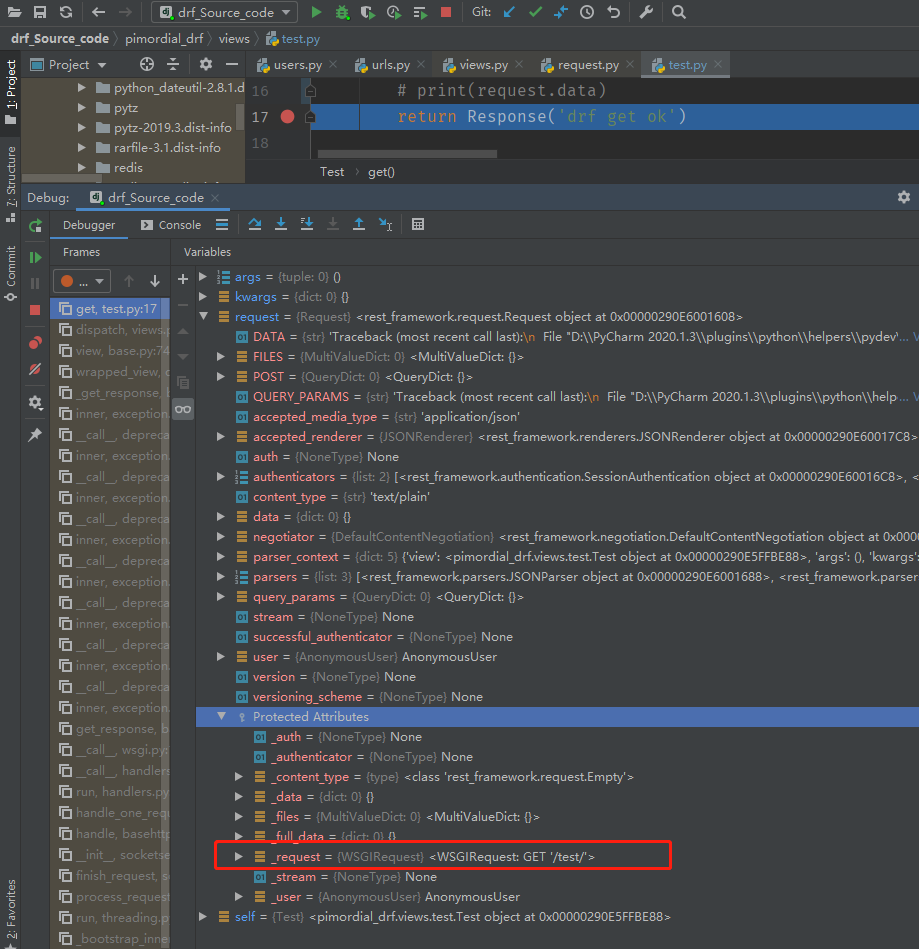 drf_Source_code
Git:
drf_Source_code pimordial_drf views test.py
1: Project
Project
users.py urls.py views.py request.py test.py
python_dateutil-2.8.1.d
pytz
pytz-2019.3.dist-info
rarfile-3.1.dist-info
redis
16 # print(request.data)
17 return Response('drf get ok')
18
Test get()
7: Structure
Commit
2: Favorites
Debug: drf_Source_code
Debugger Console
Frames
Variables
...
get, test.py:17
dispatch, views.p
view, base.py:74
wrapped_view, c
_get_response, b
inner, exception.
__call__, depreca
inner, exception.
__call__, depreca
inner, exception.
__call__, depreca
inner, exception.
__call__, depreca
inner, exception.
__call__, depreca
inner, exception.
__call__, depreca
inner, exception.
__call__, depreca
inner, exception.
get_response, b
__call__, wsgi.py:
__call__, handlers
run, handlers.py
handle_one_requ
handle, basehttp
__init__, socketse
finish_request, s
process_request
run, threading.py
_bootstrap_inne
args = {tuple: 0} ()
kwargs = {dict: 0} {}
request = {Request} <rest_framework.request.Request object at 0x00000290E6001608>
DATA = {str} 'Traceback (most recent call last):\n File "D:\\PyCharm 2020.1.3\\plugins\\python\\helpers\\pydev'... V
FILES = {MultiValueDict: 0} <MultiValueDict: {}>
POST = {QueryDict: 0} <QueryDict: {}>
QUERY_PARAMS = {str} 'Traceback (most recent call last):\n File "D:\\PyCharm 2020.1.3\\plugins\\python\\help... V
accepted_media_type = {str} 'application/json'
accepted_renderer = {JSONRenderer} <rest_framework.renderers.JSONRenderer object at 0x00000290E60017C8>
auth = {NoneType} None
authenticators = {list: 2} [<rest_framework.authentication.SessionAuthentication object at 0x00000290E60016C8>, <
content_type = {str} 'text/plain'
data = {dict: 0} {}
negotiator = {DefaultContentNegotiation} <rest_framework.negotiation.DefaultContentNegotiation object at 0x0000
parser_context = {dict: 5} {'view': <pimordial_drf.views.test.Test object at 0x00000290E5FFBE88>, 'args': (), 'kwargs':
parsers = {list: 3} [<rest_framework.parsers.JSONParser object at 0x00000290E6001688>, <rest_framework.parser
query_params = {QueryDict: 0} <QueryDict: {}>
stream = {NoneType} None
successful_authenticator = {NoneType} None
user = {AnonymousUser} AnonymousUser
version = {NoneType} None
versioning_scheme = {NoneType} None
Protected Attributes
_auth = {NoneType} None
_authenticator = {NoneType} None
_content_type = {type} <class 'rest_framework.request.Empty'>
_data = {dict: 0} {}
_files = {MultiValueDict: 0} <MultiValueDict: {}>
_full_data = {dict: 0} {}
_request = {WSGIRequest} <WSGIRequest: GET '/test/'>
_stream = {NoneType} None
_user = {AnonymousUser} AnonymousUser
self = {Test} <pimordial_drf.views.test.Test object at 0x00000290E5FFBE88>